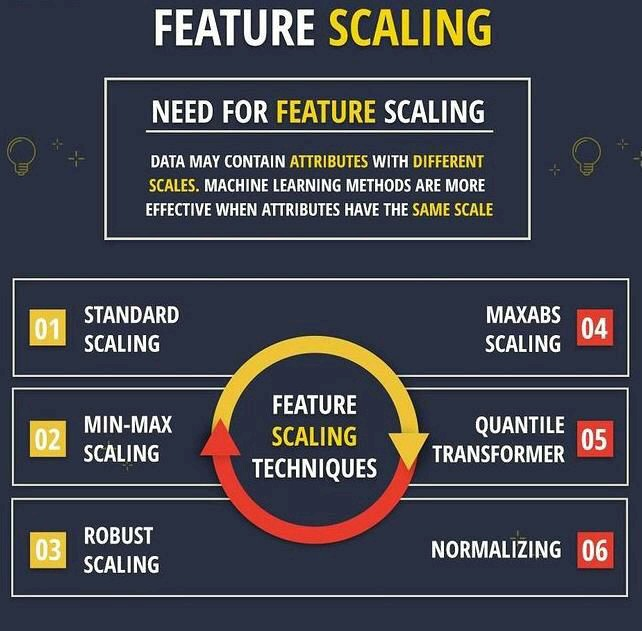 FEATURE SCALING
NEED FOR FEATURE SCALING
DATA MAY CONTAIN ATTRIBUTES WITH DIFFERENT
SCALES. MACHINE LEARNING METHODS ARE MORE
EFFECTIVE WHEN ATTRIBUTES HAVE THE SAME SCALE
01
STANDARD
SCALING
02
MIN-MAX
SCALING
03
ROBUST
SCALING
FEATURE
SCALING
TECHNIQUES
MAXABS
SCALING
04
QUANTILE
TRANSFORMER
05
NORMALIZING
06